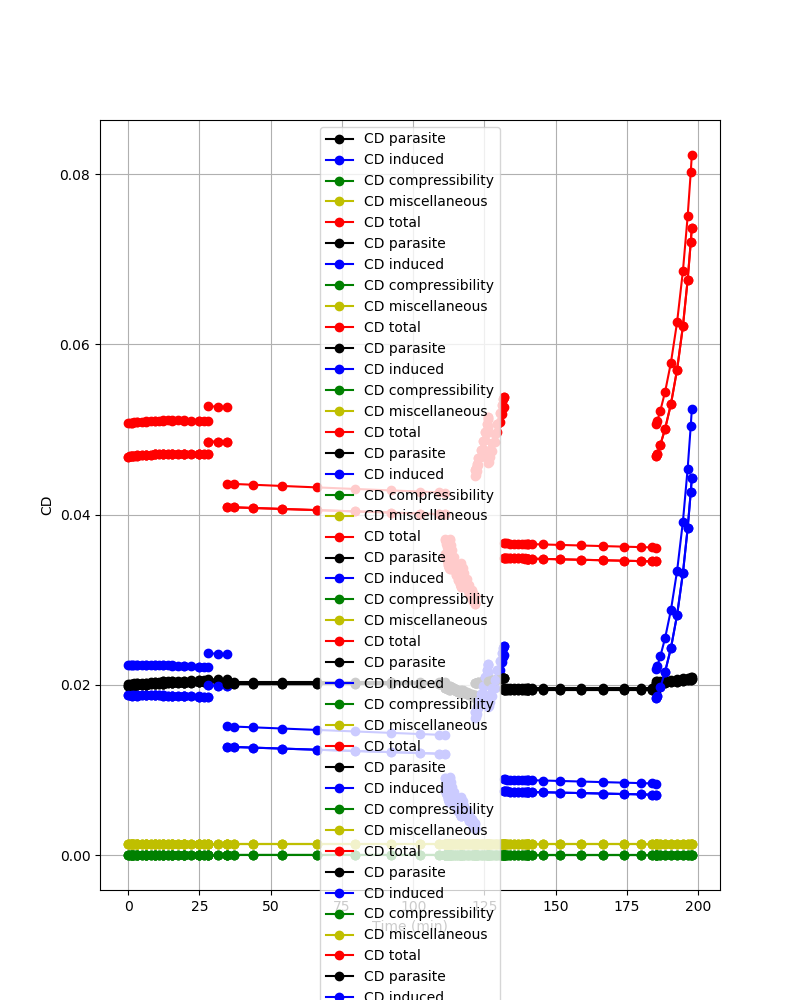 0.08
0.06
0.04
0.02
0.00
CD
0
25
50
75
100
125
150
175
200
Time (min)
CD parasite
CD induced
CD compressibility
CD miscellaneous
CD total
CD parasite
CD induced
CD compressibility
CD miscellaneous
CD total
CD parasite
CD induced
CD compressibility
CD miscellaneous
CD total
CD parasite
CD induced
CD compressibility
CD miscellaneous
CD total
CD parasite
CD induced
CD compressibility
CD miscellaneous
CD total
CD parasite
CD induced
CD compressibility
CD miscellaneous
CD total
CD parasite
CD induced
CD compressibility
CD miscellaneous
CD total
CD parasite
CD induced
CD compressibility
CD miscellaneous
CD total
CD parasite
CD induced